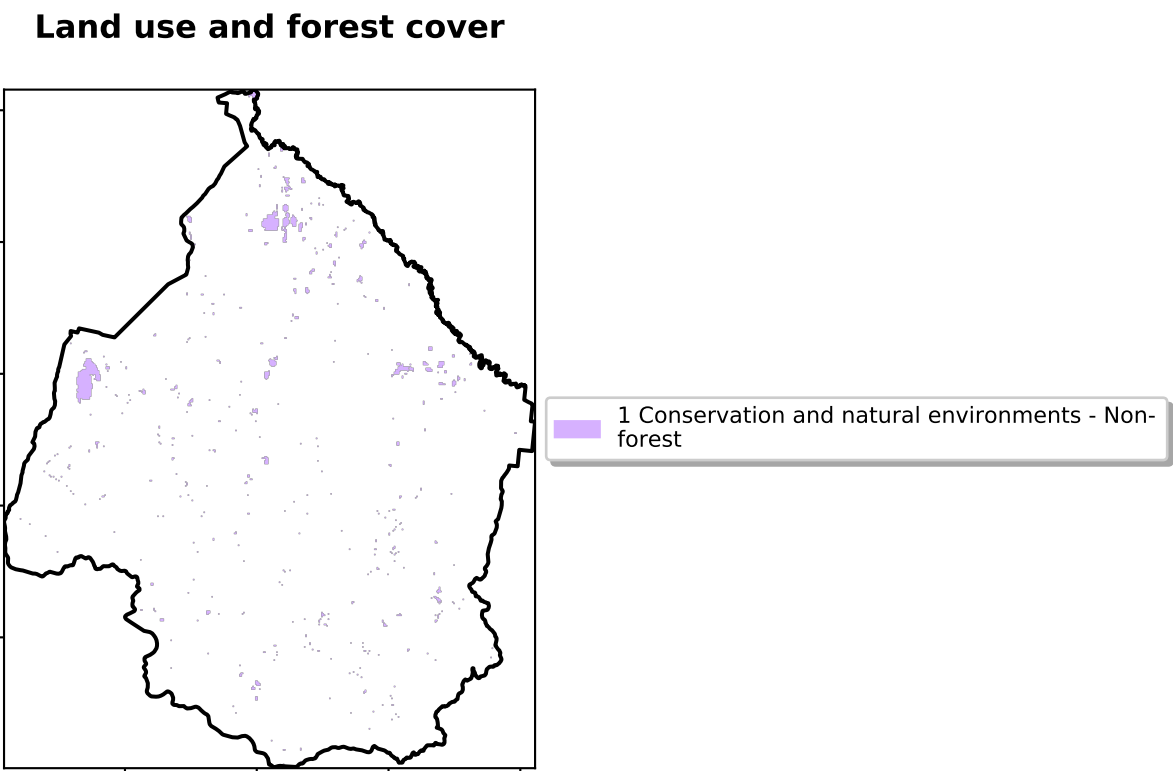 Land use and forest cover
1 Conservation and natural environments - Non-
forest